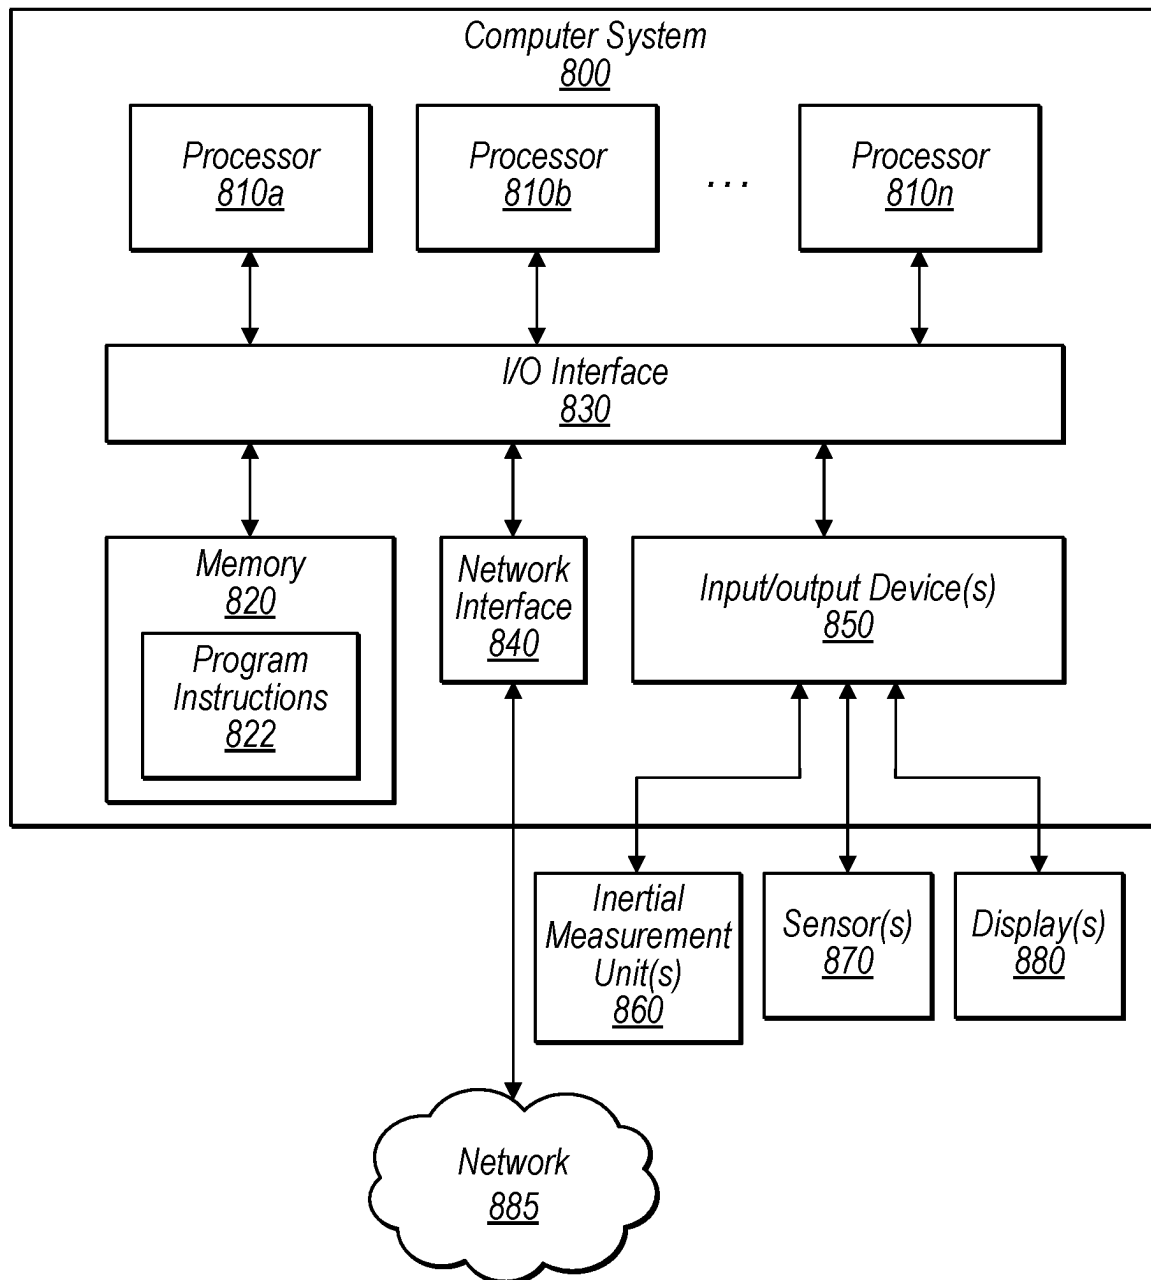 Computer System
800
Processor
810a
Processor
810b
...
Processor
810n
I/O Interface
830
Memory
820
Program
Instructions
822
Network
Interface
840
Input/output Device(s)
850
Inertial
Measurement
Unit(s)
860
Sensor(s)
870
Display(s)
880
Network
885